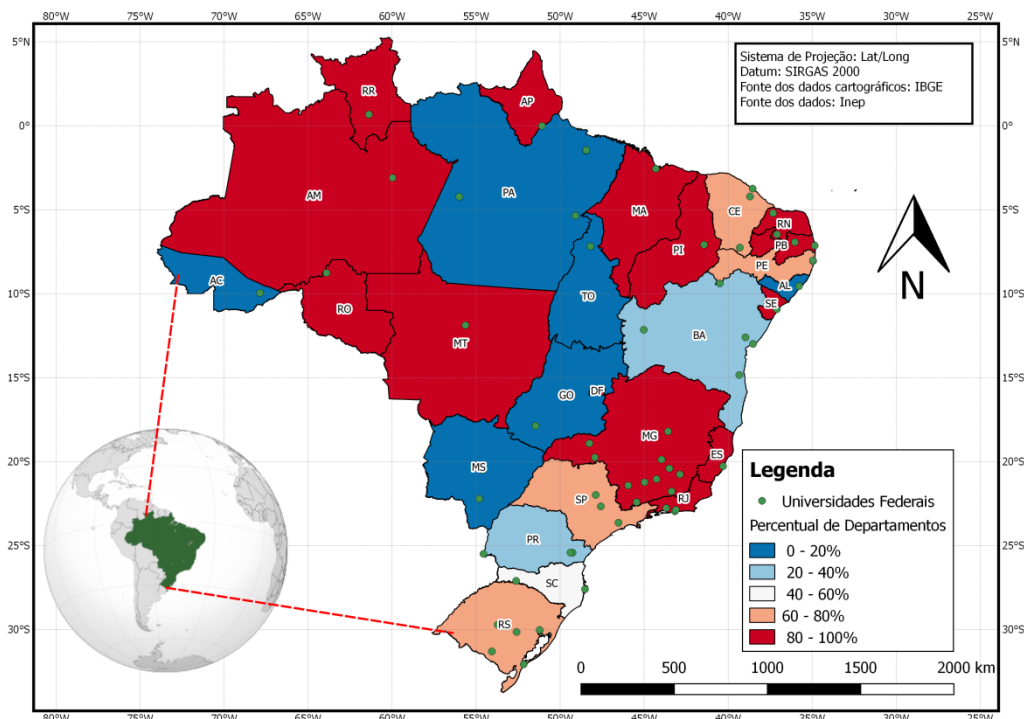 80°W 75°W 70°W 65°W 60°W 55°W 50°W 45°W 40°W 35°W 30°W 25°W
Sistema de Projeção: Lat/Long
Datum: SIRGAS 2000
Fonte dos dados cartográficos: IBGE
Fonte dos dados: Inep
5°N 5°N
RR
AP
0° 0°
PA
AM
MA
CE
5°S 5°S
RN
PB
PI
PE
AC
AL
TO
SE
10°S 10°S
RO
BA
MT
N
15°S 15°S
GO
DF
MG
ES
MS
20°S 20°S
SP
RJ
PR
25°S 25°S
SC
RS
30°S 30°S
Legenda
Universidades Federais
Percentual de Departamentos
0 - 20%
20 - 40%
40 - 60%
60 - 80%
80 - 100%
0 500 1000 1500 2000 km
80°W 75°W 70°W 65°W 60°W 55°W 50°W 45°W 40°W 35°W 30°W 25°W